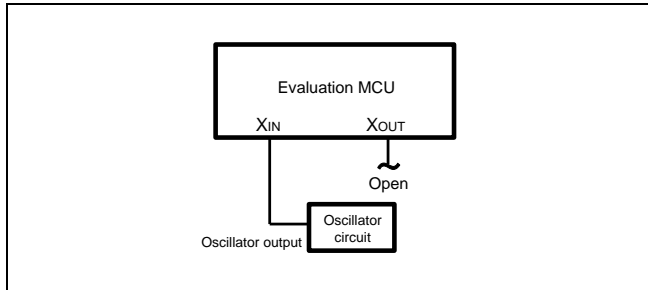 Evaluation MCU
XIN
XOUT
Open
Oscillator
circuit
Oscillator output